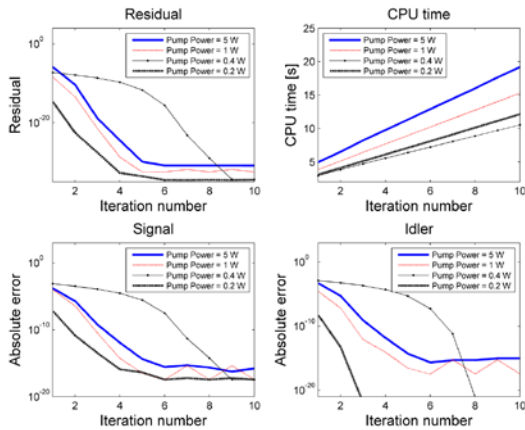 Residual
CPU time
10^0
10^-20
Residual
2 4 6 8 10
Iteration number
Pump Power = 5 W
Pump Power = 1 W
Pump Power = 0.4 W
Pump Power = 0.2 W
25
20
15
10
5
CPU time [s]
2 4 6 8 10
Iteration number
Pump Power = 5 W
Pump Power = 1 W
Pump Power = 0.4 W
Pump Power = 0.2 W
Signal
Idler
10^0
10^-10
10^-20
Absolute error
2 4 6 8 10
Iteration number
Pump Power = 5 W
Pump Power = 1 W
Pump Power = 0.4 W
Pump Power = 0.2 W
10^0
10^-10
10^-20
Absolute error
2 4 6 8 10
Iteration number
Pump Power = 5 W
Pump Power = 1 W
Pump Power = 0.4 W
Pump Power = 0.2 W